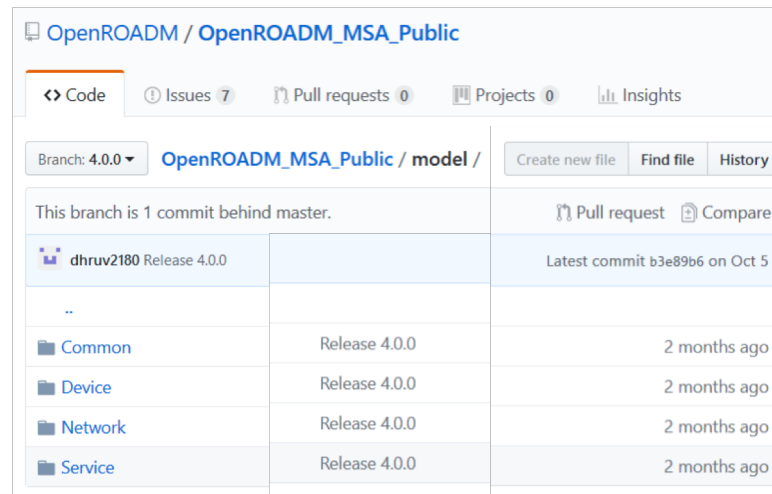 OpenROADM / OpenROADM_MSA_Public
Code Issues 7 Pull requests 0 Projects 0 Insights
Branch: 4.0.0 OpenROADM_MSA_Public / model / Create new file Find file History
This branch is 1 commit behind master. Pull request Compare
dhruv2180 Release 4.0.0 Latest commit b3e89b6 on Oct 5
..
Common Release 4.0.0 2 months ago
Device Release 4.0.0 2 months ago
Network Release 4.0.0 2 months ago
Service Release 4.0.0 2 months ago